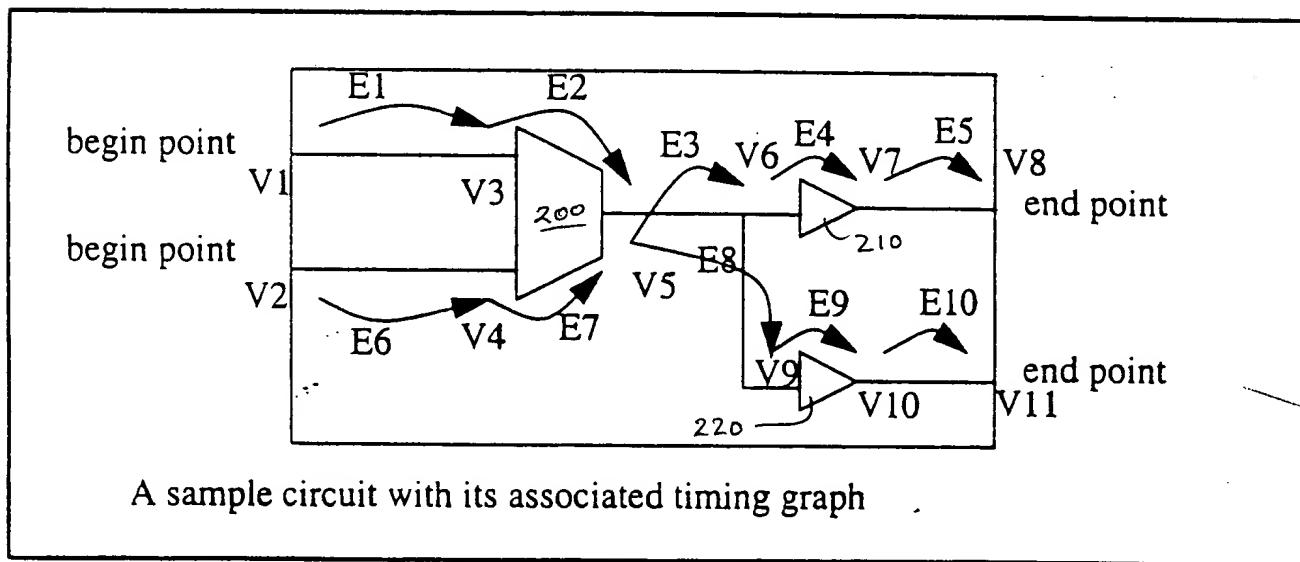 E1
E2
begin point
V1
V3
200
E3
V6
E4
V7
E5
V8
end point
210
begin point
V2
E6
V4
E7
V5
E8
E9
E10
V9
V10
V11
end point
220
A sample circuit with its associated timing graph